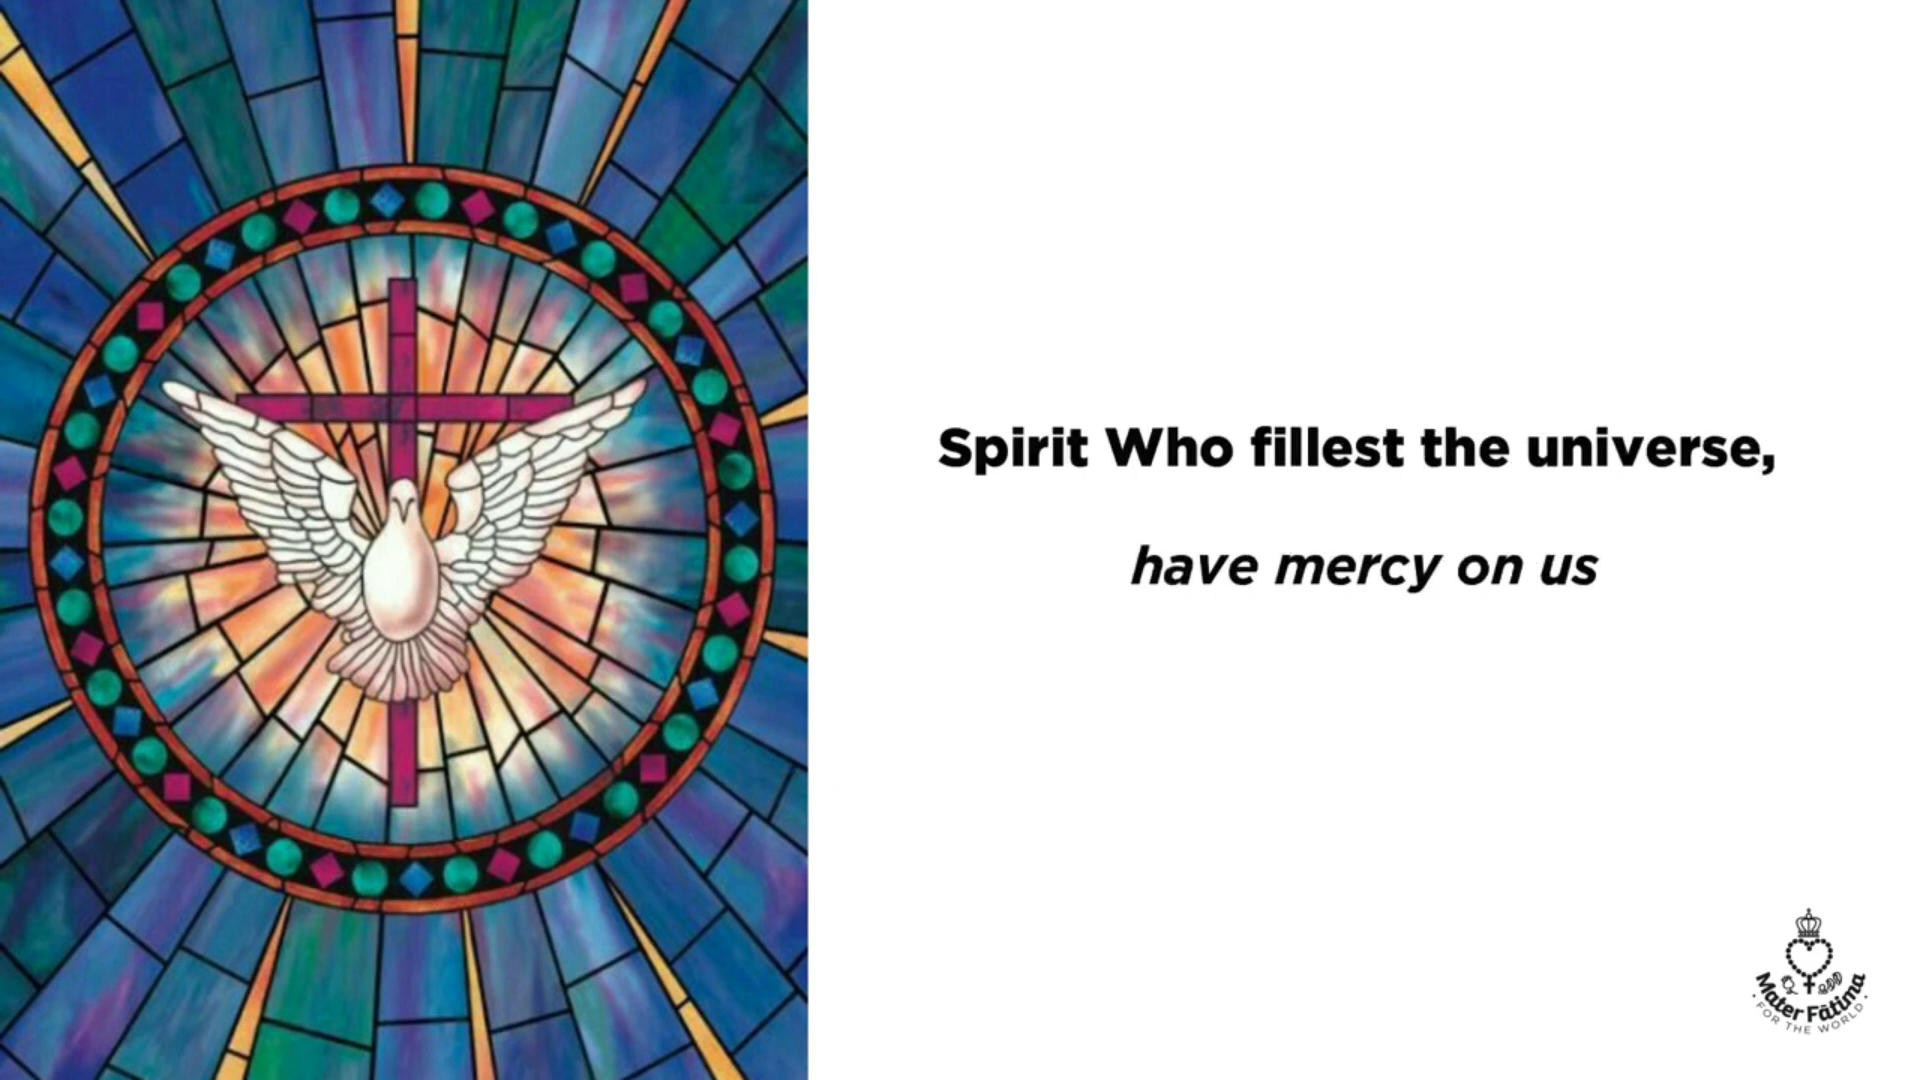 Spirit Who fillest the universe,
have mercy on us
Mater Fátima
· FOR THE WORLD ·